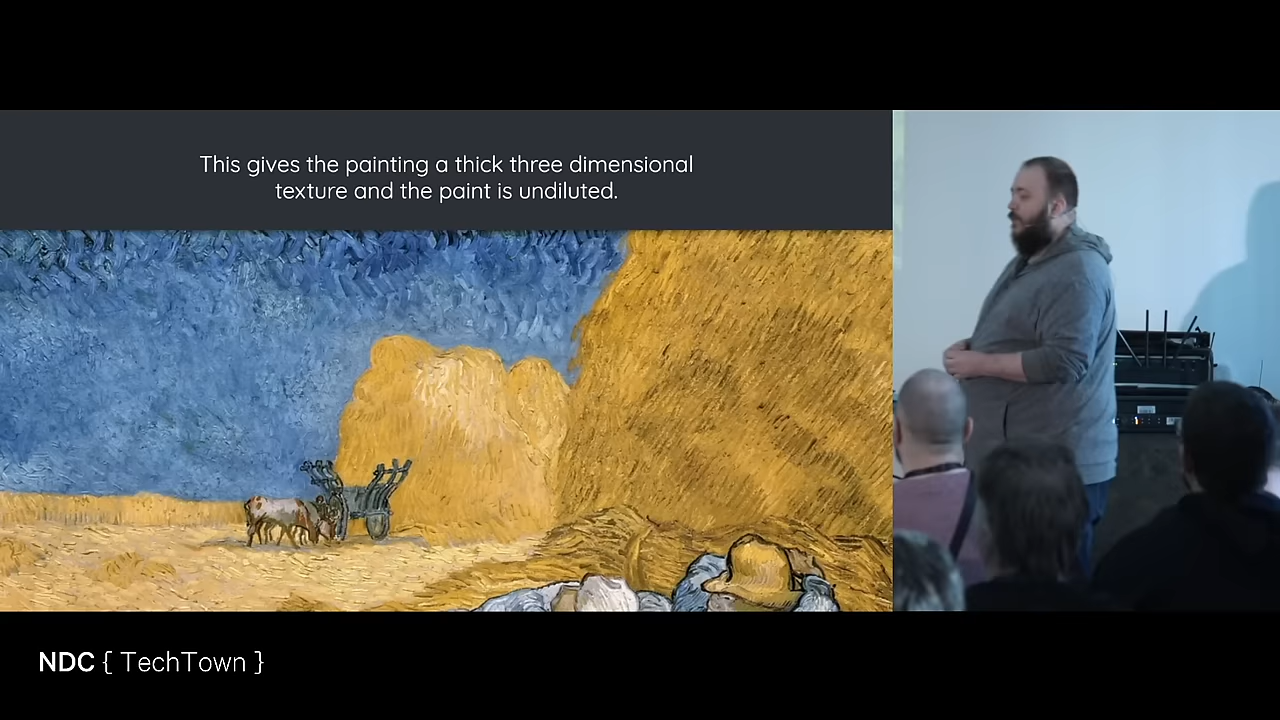 This gives the painting a thick three dimensional
texture and the paint is undiluted.
NDC { TechTown }